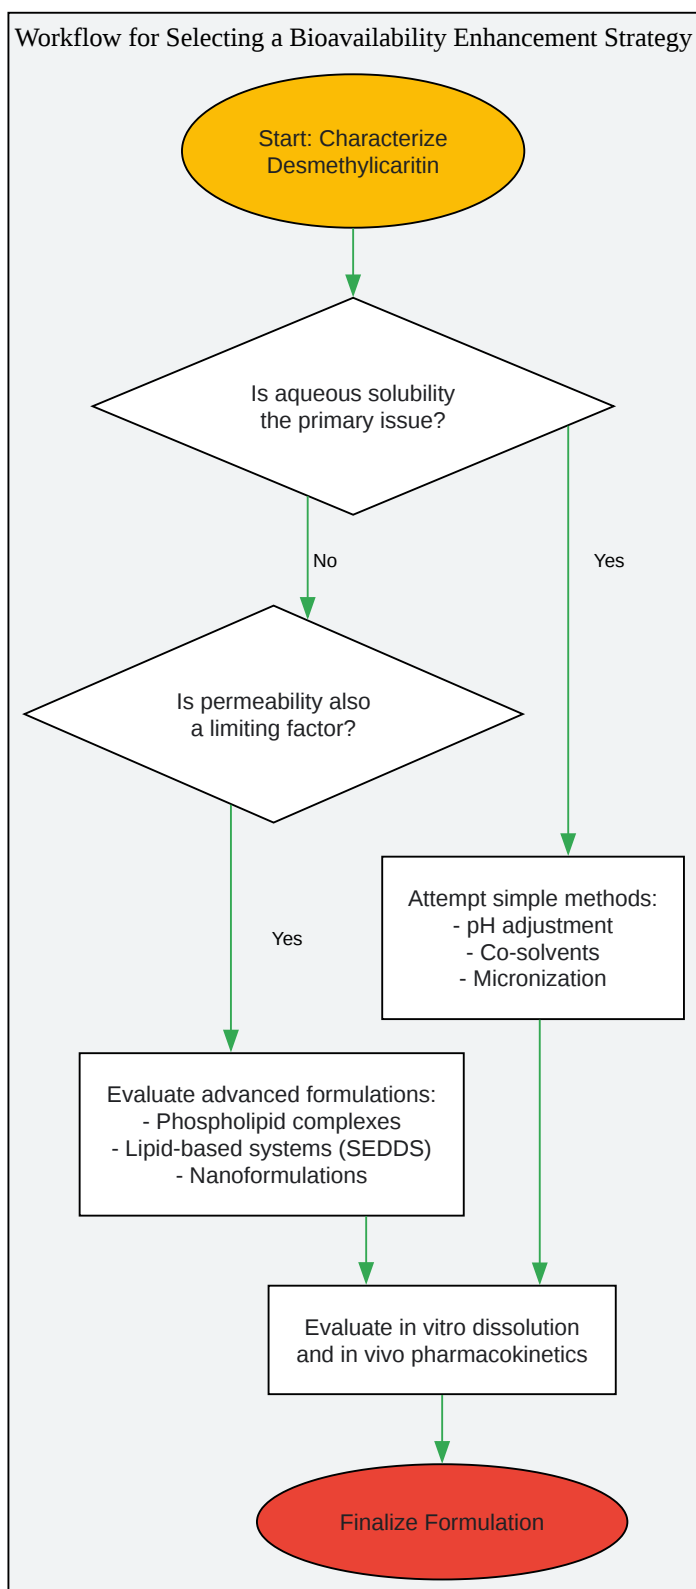 Workflow for Selecting a Bioavailability Enhancement Strategy
Start: Characterize
Desmethylicaritin
Is aqueous solubility
the primary issue?
No
Yes
Is permeability also
a limiting factor?
Attempt simple methods:
- pH adjustment
- Co-solvents
- Micronization
Yes
Evaluate advanced formulations:
- Phospholipid complexes
- Lipid-based systems (SEDDS)
- Nanoformulations
Evaluate in vitro dissolution
and in vivo pharmacokinetics
Finalize Formulation